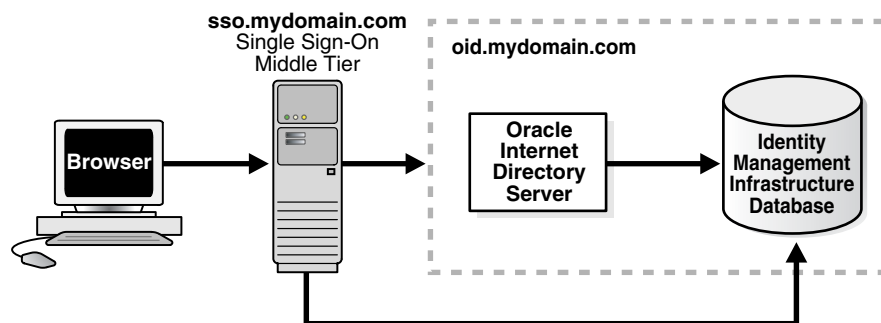 sso.mydomain.com
Single Sign-On
Middle Tier
oid.mydomain.com
Browser
Oracle
Internet
Directory
Server
Identity
Management
Infrastructure
Database